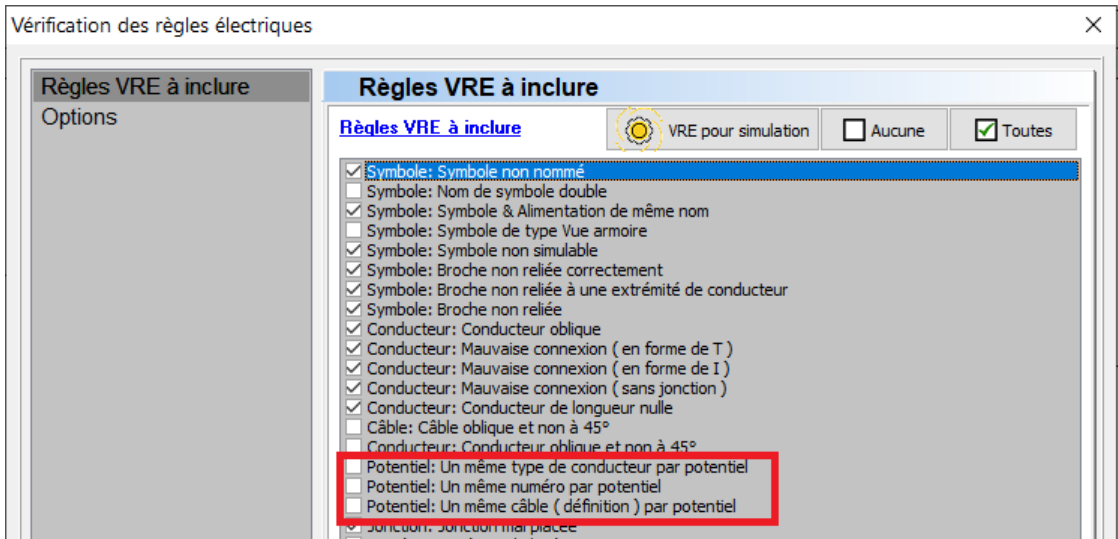 Vérification des règles électriques
Règles VRE à inclure
Options
Règles VRE à inclure
Règles VRE à inclure
VRE pour simulation
Aucune
Toutes
Symbole: Symbole non nommé
Symbole: Nom de symbole double
Symbole: Symbole & Alimentation de même nom
Symbole: Symbole de type Vue armoire
Symbole: Symbole non simulable
Symbole: Broche non reliée correctement
Symbole: Broche non reliée à une extrémité de conducteur
Symbole: Broche non reliée
Conducteur: Conducteur oblique
Conducteur: Mauvaise connexion ( en forme de T )
Conducteur: Mauvaise connexion ( en forme de I )
Conducteur: Mauvaise connexion ( sans jonction )
Conducteur: Conducteur de longueur nulle
Câble: Câble oblique et non à 45°
Conducteur: Conducteur oblique et non à 45°
Potentiel: Un même type de conducteur par potentiel
Potentiel: Un même numéro par potentiel
Potentiel: Un même câble ( définition ) par potentiel
Jonction: Jonction mal placée